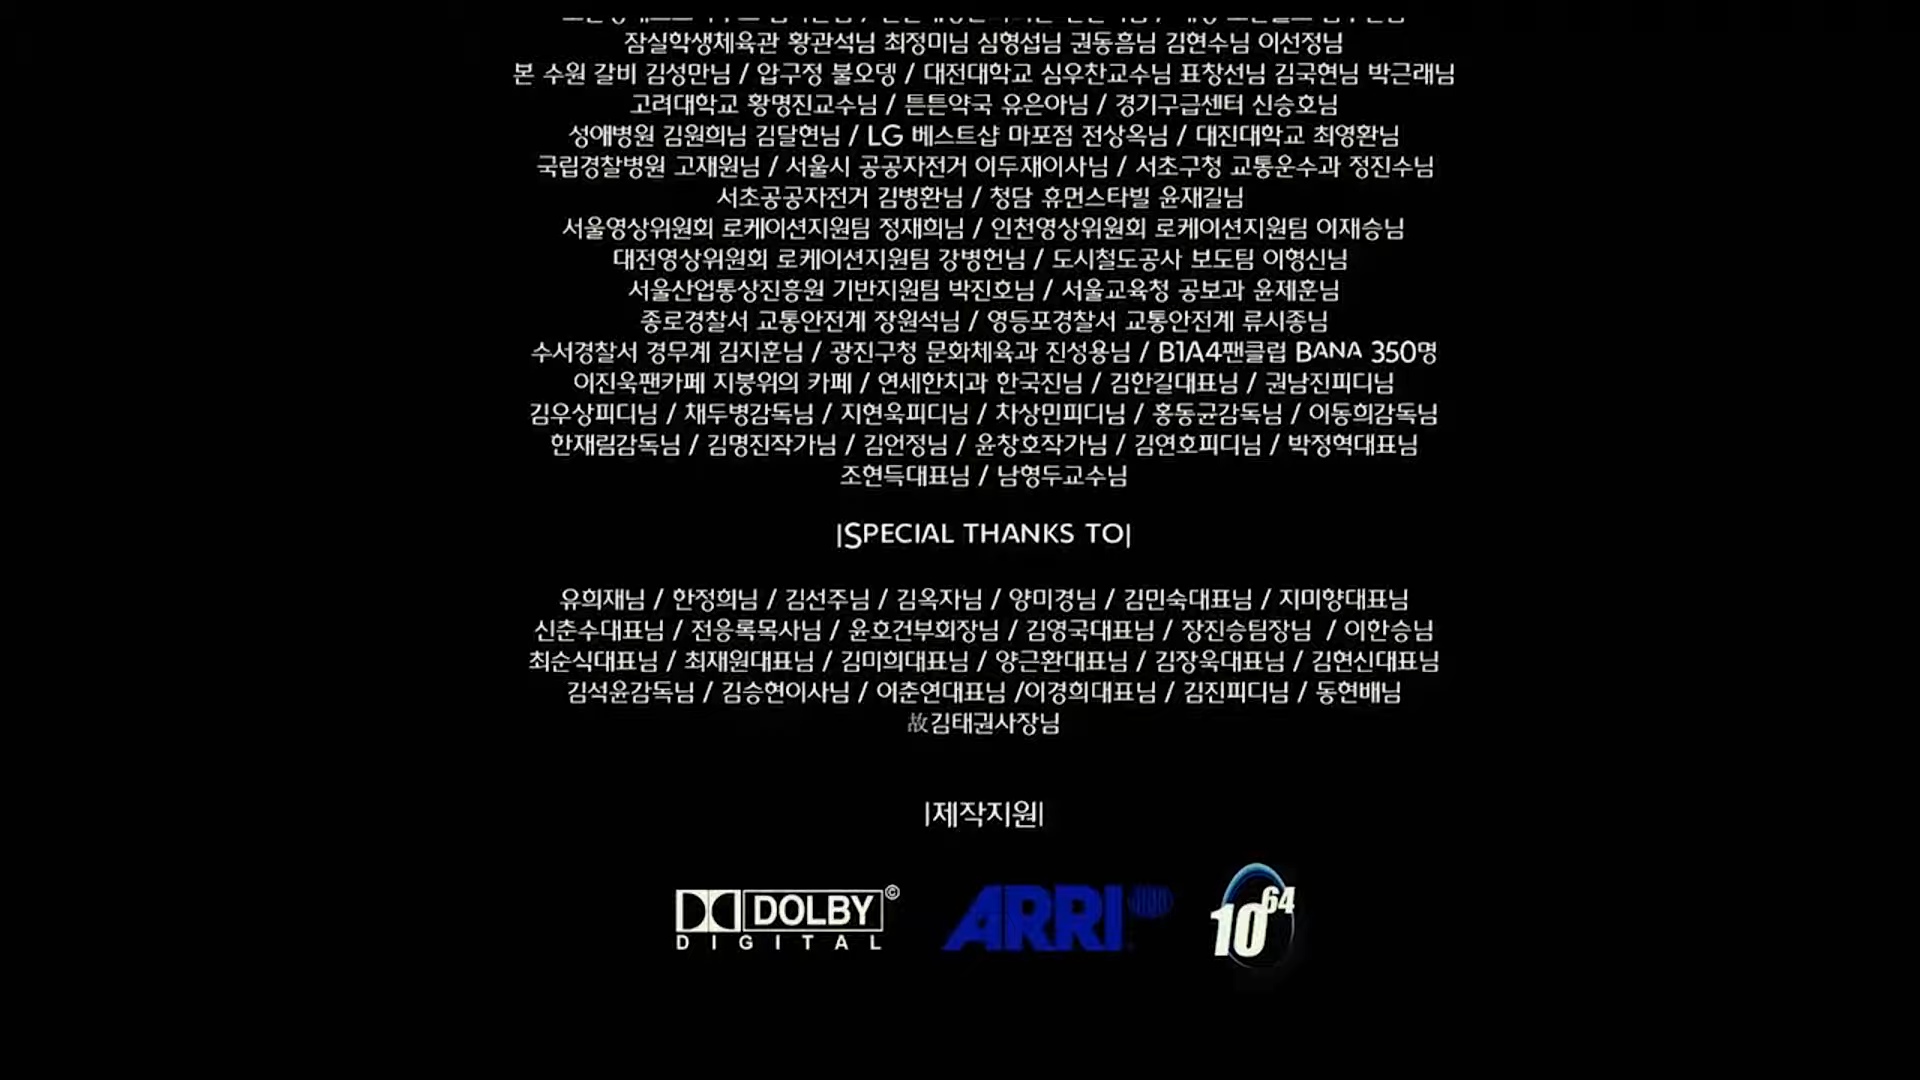 잠실학생체육관 황관석님 최정미님 심형섭님 권동흠님 김현수님 이선정님
본 수원 갈비 김성만님 / 압구정 불오뎅 / 대전대학교 심우찬교수님 표창선님 김국현님 박근래님
고려대학교 황명진교수님 / 튼튼약국 유은아님 / 경기구급센터 신승호님
성애병원 김원희님 김달현님 / LG 베스트샵 마포점 전상옥님 / 대진대학교 최영환님
국립경찰병원 고재원님 / 서울시 공공자전거 이두재이사님 / 서초구청 교통운수과 정진수님
서초공공자전거 김병환님 / 청담 휴먼스타빌 윤재길님
서울영상위원회 로케이션지원팀 정재희님 / 인천영상위원회 로케이션지원팀 이재승님
대전영상위원회 로케이션지원팀 강병헌님 / 도시철도공사 보도팀 이형신님
서울산업통상진흥원 기반지원팀 박진호님 / 서울교육청 공보과 윤제훈님
종로경찰서 교통안전계 장원석님 / 영등포경찰서 교통안전계 류시종님
수서경찰서 경무계 김지훈님 / 광진구청 문화체육과 진성용님 / B1A4팬클럽 BANA 350명
이진욱팬카페 지붕위의 카페 / 연세한치과 한국진님 / 김한길대표님 / 권남진피디님
김우상피디님 / 채두병감독님 / 지현욱피디님 / 차상민피디님 / 홍동균감독님 / 이동희감독님
한재림감독님 / 김명진작가님 / 김언정님 / 윤창호작가님 / 김연호피디님 / 박정혁대표님
조현득대표님 / 남형두교수님
|SPECIAL THANKS TO|
유희재님 / 한정희님 / 김선주님 / 김옥자님 / 양미경님 / 김민숙대표님 / 지미향대표님
신춘수대표님 / 전응록목사님 / 윤호건부회장님 / 김영국대표님 / 장진승팀장님 / 이한승님
최순식대표님 / 최재원대표님 / 김미희대표님 / 양근환대표님 / 김장욱대표님 / 김현신대표님
김석윤감독님 / 김승현이사님 / 이춘연대표님 /이경희대표님 / 김진피디님 / 동현배님
故김태권사장님
|제작지원|
DOLBY©
DIGITAL
ARRI
10 64